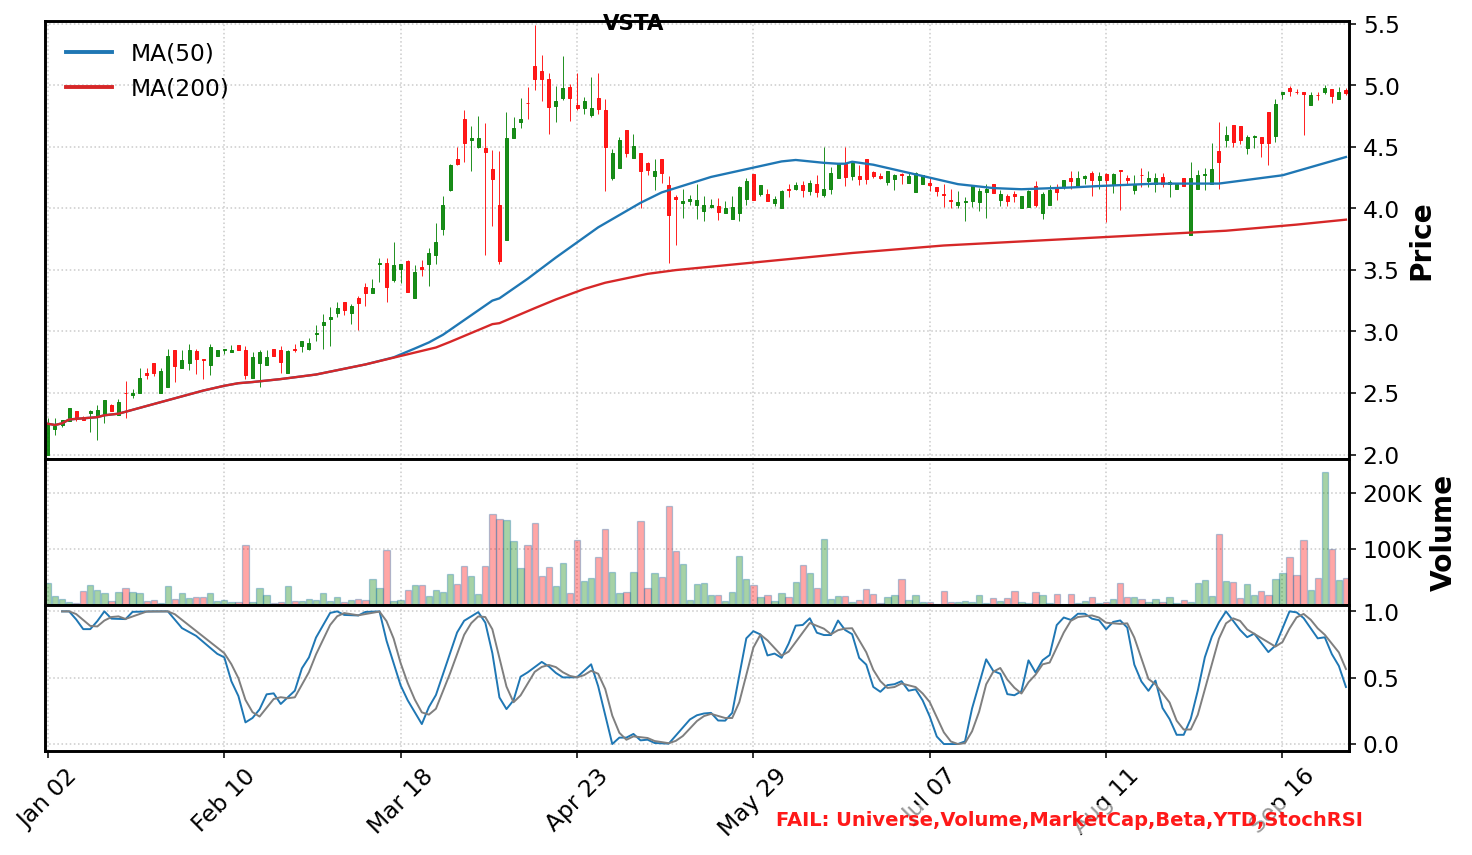 VSTA
MA(50)
MA(200)
5.5
5.0
4.5
4.0
3.5
3.0
2.5
2.0
Price
200K
100K
Volume
1.0
0.5
0.0
Jan 02
Feb 10
Mar 18
Apr 23
May 29
Jul 07
Aug 11
Sep 16
FAIL: Universe,Volume,MarketCap,Beta,YTD,StochRSI